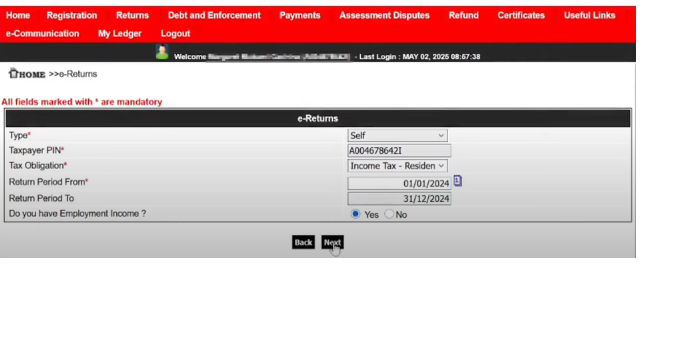 Home Registration Returns Debt and Enforcement Payments Assessment Disputes Refund Certificates Useful Links
e-Communication My Ledger Logout
Welcome - Last Login : MAY 02, 2025 08:57:38
HOME >>e-Returns
All fields marked with * are mandatory
e-Returns
Type* Self
Taxpayer PIN* A004678642I
Tax Obligation* Income Tax - Residen
Return Period From* 01/01/2024
Return Period To 31/12/2024
Do you have Employment Income ? Yes No
Back Next